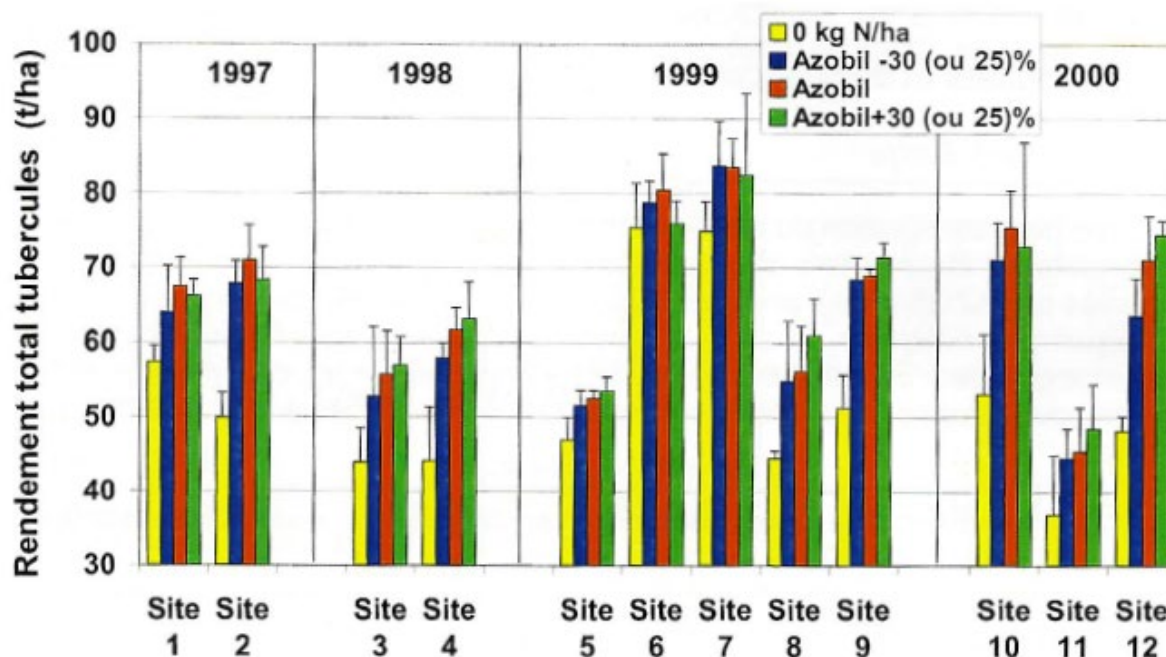 Rendement total tubercules (t/ha)
100
90
80
70
60
50
40
30
1997
1998
1999
2000
0 kg N/ha
Azobil -30 (ou 25)%
Azobil
Azobil+30 (ou 25)%
Site 1
Site 2
Site 3
Site 4
Site 5
Site 6
Site 7
Site 8
Site 9
Site 10
Site 11
Site 12